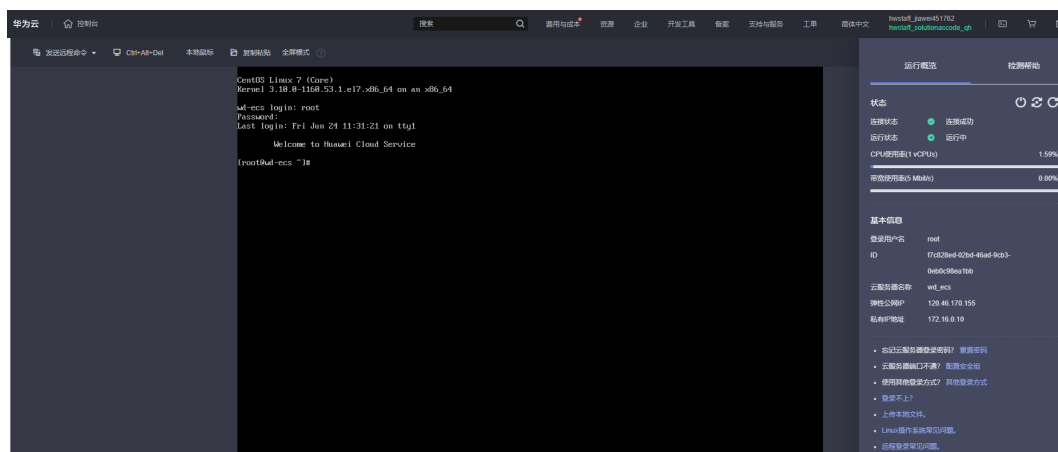 华为云 控制台 搜索 费用与成本 资源 企业 开发工具 备案 支持与服务 工单 简体中文 hwstaff_jiawei451762
hwstaff_solutionascode_qh
发送远程命令 Ctrl+Alt+Del 本地鼠标 复制粘贴 全屏模式
CentOS Linux 7 (Core)
Kernel 3.10.0-1160.53.1.el7.x86_64 on an x86_64
wd-ecs login: root
Password:
Last login: Fri Jun 24 11:31:21 on tty1
Welcome to Huawei Cloud Service
[root@wd-ecs ~]#
运行概览 检测帮助
状态
连接状态 连接成功
运行状态 运行中
CPU使用率(1 vCPUs) 1.59%
带宽使用率(5 Mbit/s) 0.00%
基本信息
登录用户名 root
ID f7c828ed-02bd-46ad-9cb3-
0eb0c98ea1bb
云服务器名称 wd_ecs
弹性公网IP 120.46.170.155
私有IP地址 172.16.0.10
• 忘记云服务器登录密码? 重置密码
• 云服务器端口不通? 配置安全组
• 使用其他登录方式? 其他登录方式
• 登录不上?
• 上传本地文件。
• Linux操作系统常见问题。
• 远程登录常见问题。